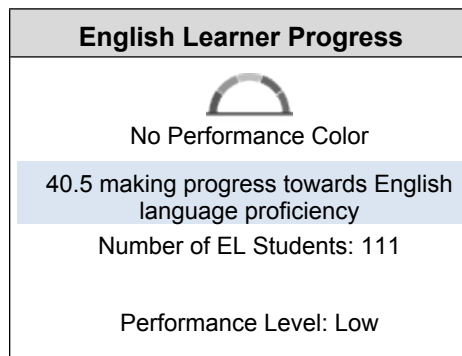 English Learner Progress
No Performance Color
40.5 making progress towards English
language proficiency
Number of EL Students: 111
Performance Level: Low